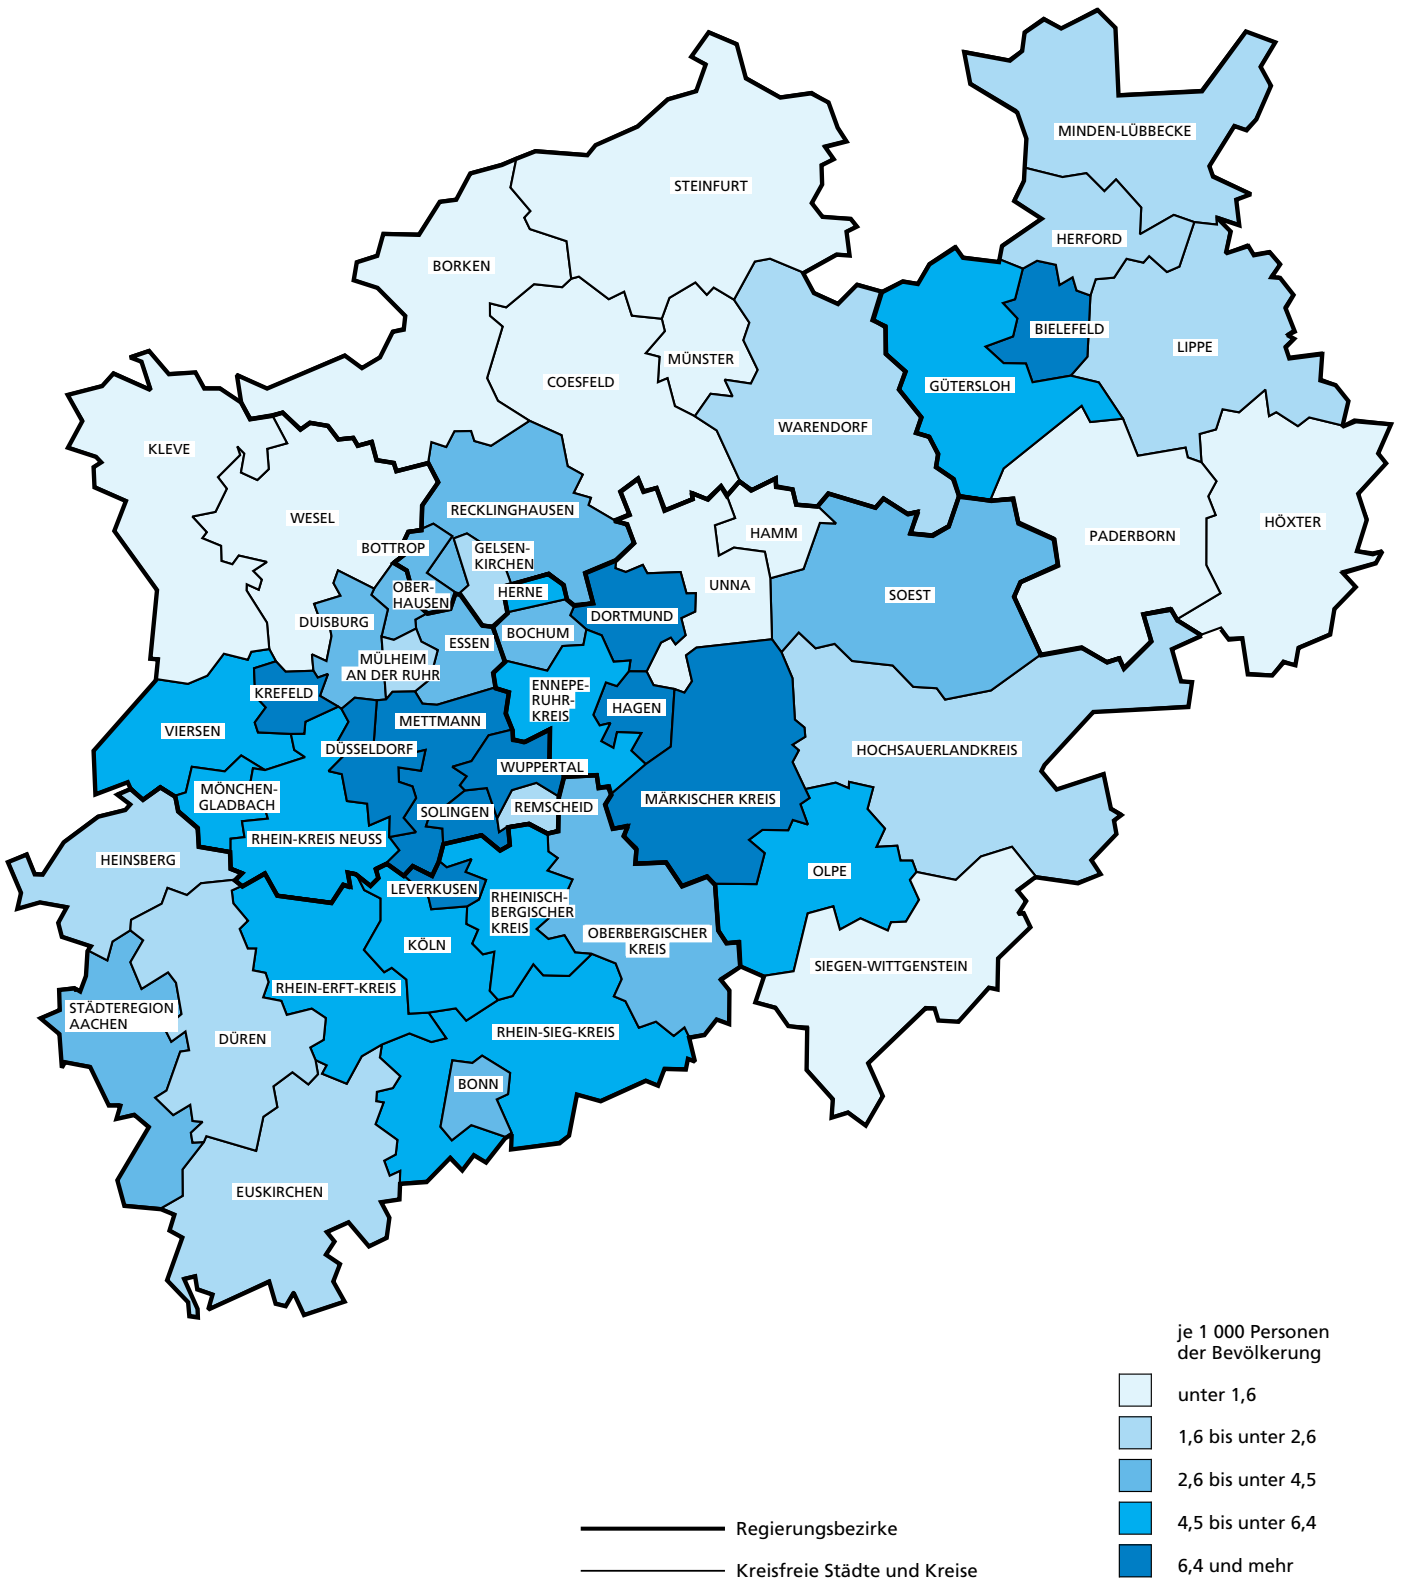 MINDEN-LÜBBECKE
STEINFURT
HERFORD
BORKEN
BIELEFELD
LIPPE
MÜNSTER
COESFELD
GÜTERSLOH
WARENDORF
KLEVE
RECKLINGHAUSEN
WESEL
HÖXTER
HAMM
PADERBORN
BOTTROP
GELSEN-
KIRCHEN
UNNA
OBER-
HAUSEN
HERNE
SOEST
DORTMUND
DUISBURG
BOCHUM
ESSEN
MÜLHEIM
AN DER RUHR
KREFELD
ENNEPE-
RUHR-
KREIS
HAGEN
METTMANN
VIERSEN
DÜSSELDORF
HOCHSAUERLANDKREIS
WUPPERTAL
MÖNCHEN-
GLADBACH
MÄRKISCHER KREIS
REMSCHEID
SOLINGEN
RHEIN-KREIS NEUSS
HEINSBERG
OLPE
LEVERKUSEN
RHEINISCH-
BERGISCHER
KREIS
OBERBERGISCHER
KREIS
KÖLN
SIEGEN-WITTGENSTEIN
RHEIN-ERFT-KREIS
STÄDTEREGION
AACHEN
RHEIN-SIEG-KREIS
DÜREN
BONN
EUSKIRCHEN
je 1 000 Personen
der Bevölkerung
unter 1,6
1,6 bis unter 2,6
2,6 bis unter 4,5
4,5 bis unter 6,4
6,4 und mehr
Regierungsbezirke
Kreisfreie Städte und Kreise